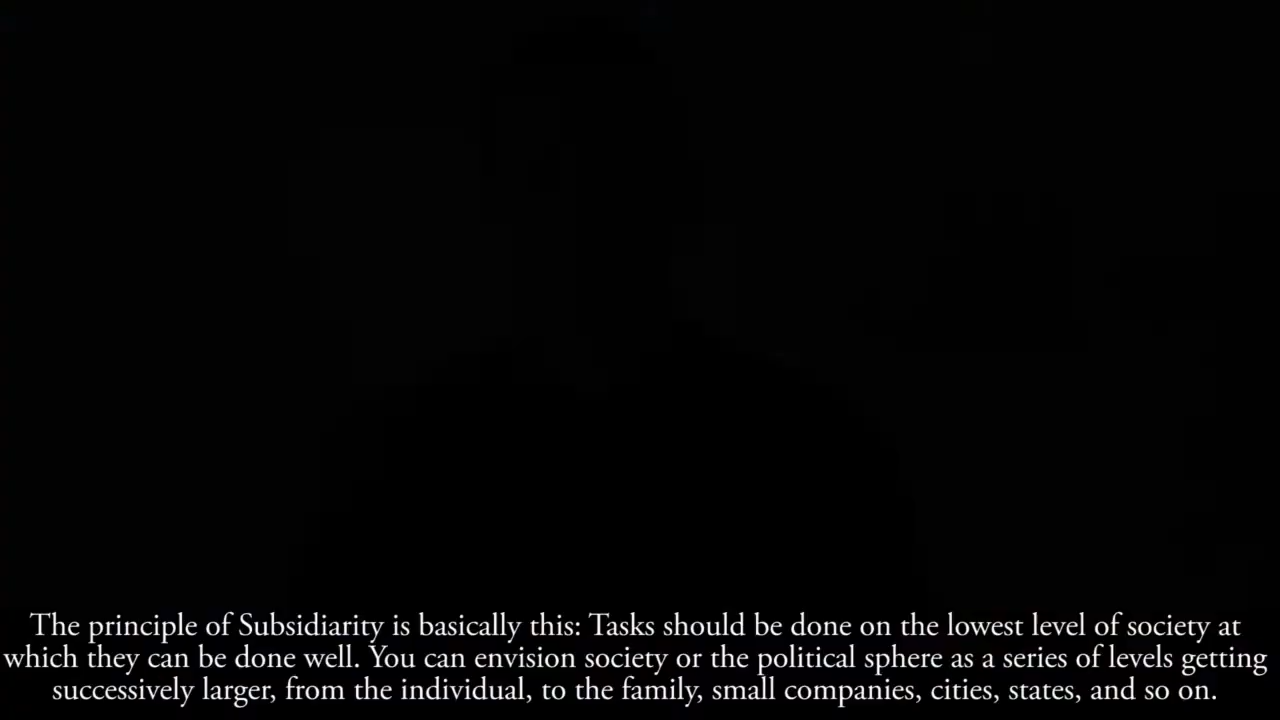 The principle of Subsidiarity is basically this: Tasks should be done on the lowest level of society at
which they can be done well. You can envision society or the political sphere as a series of levels getting
successively larger, from the individual, to the family, small companies, cities, states, and so on.